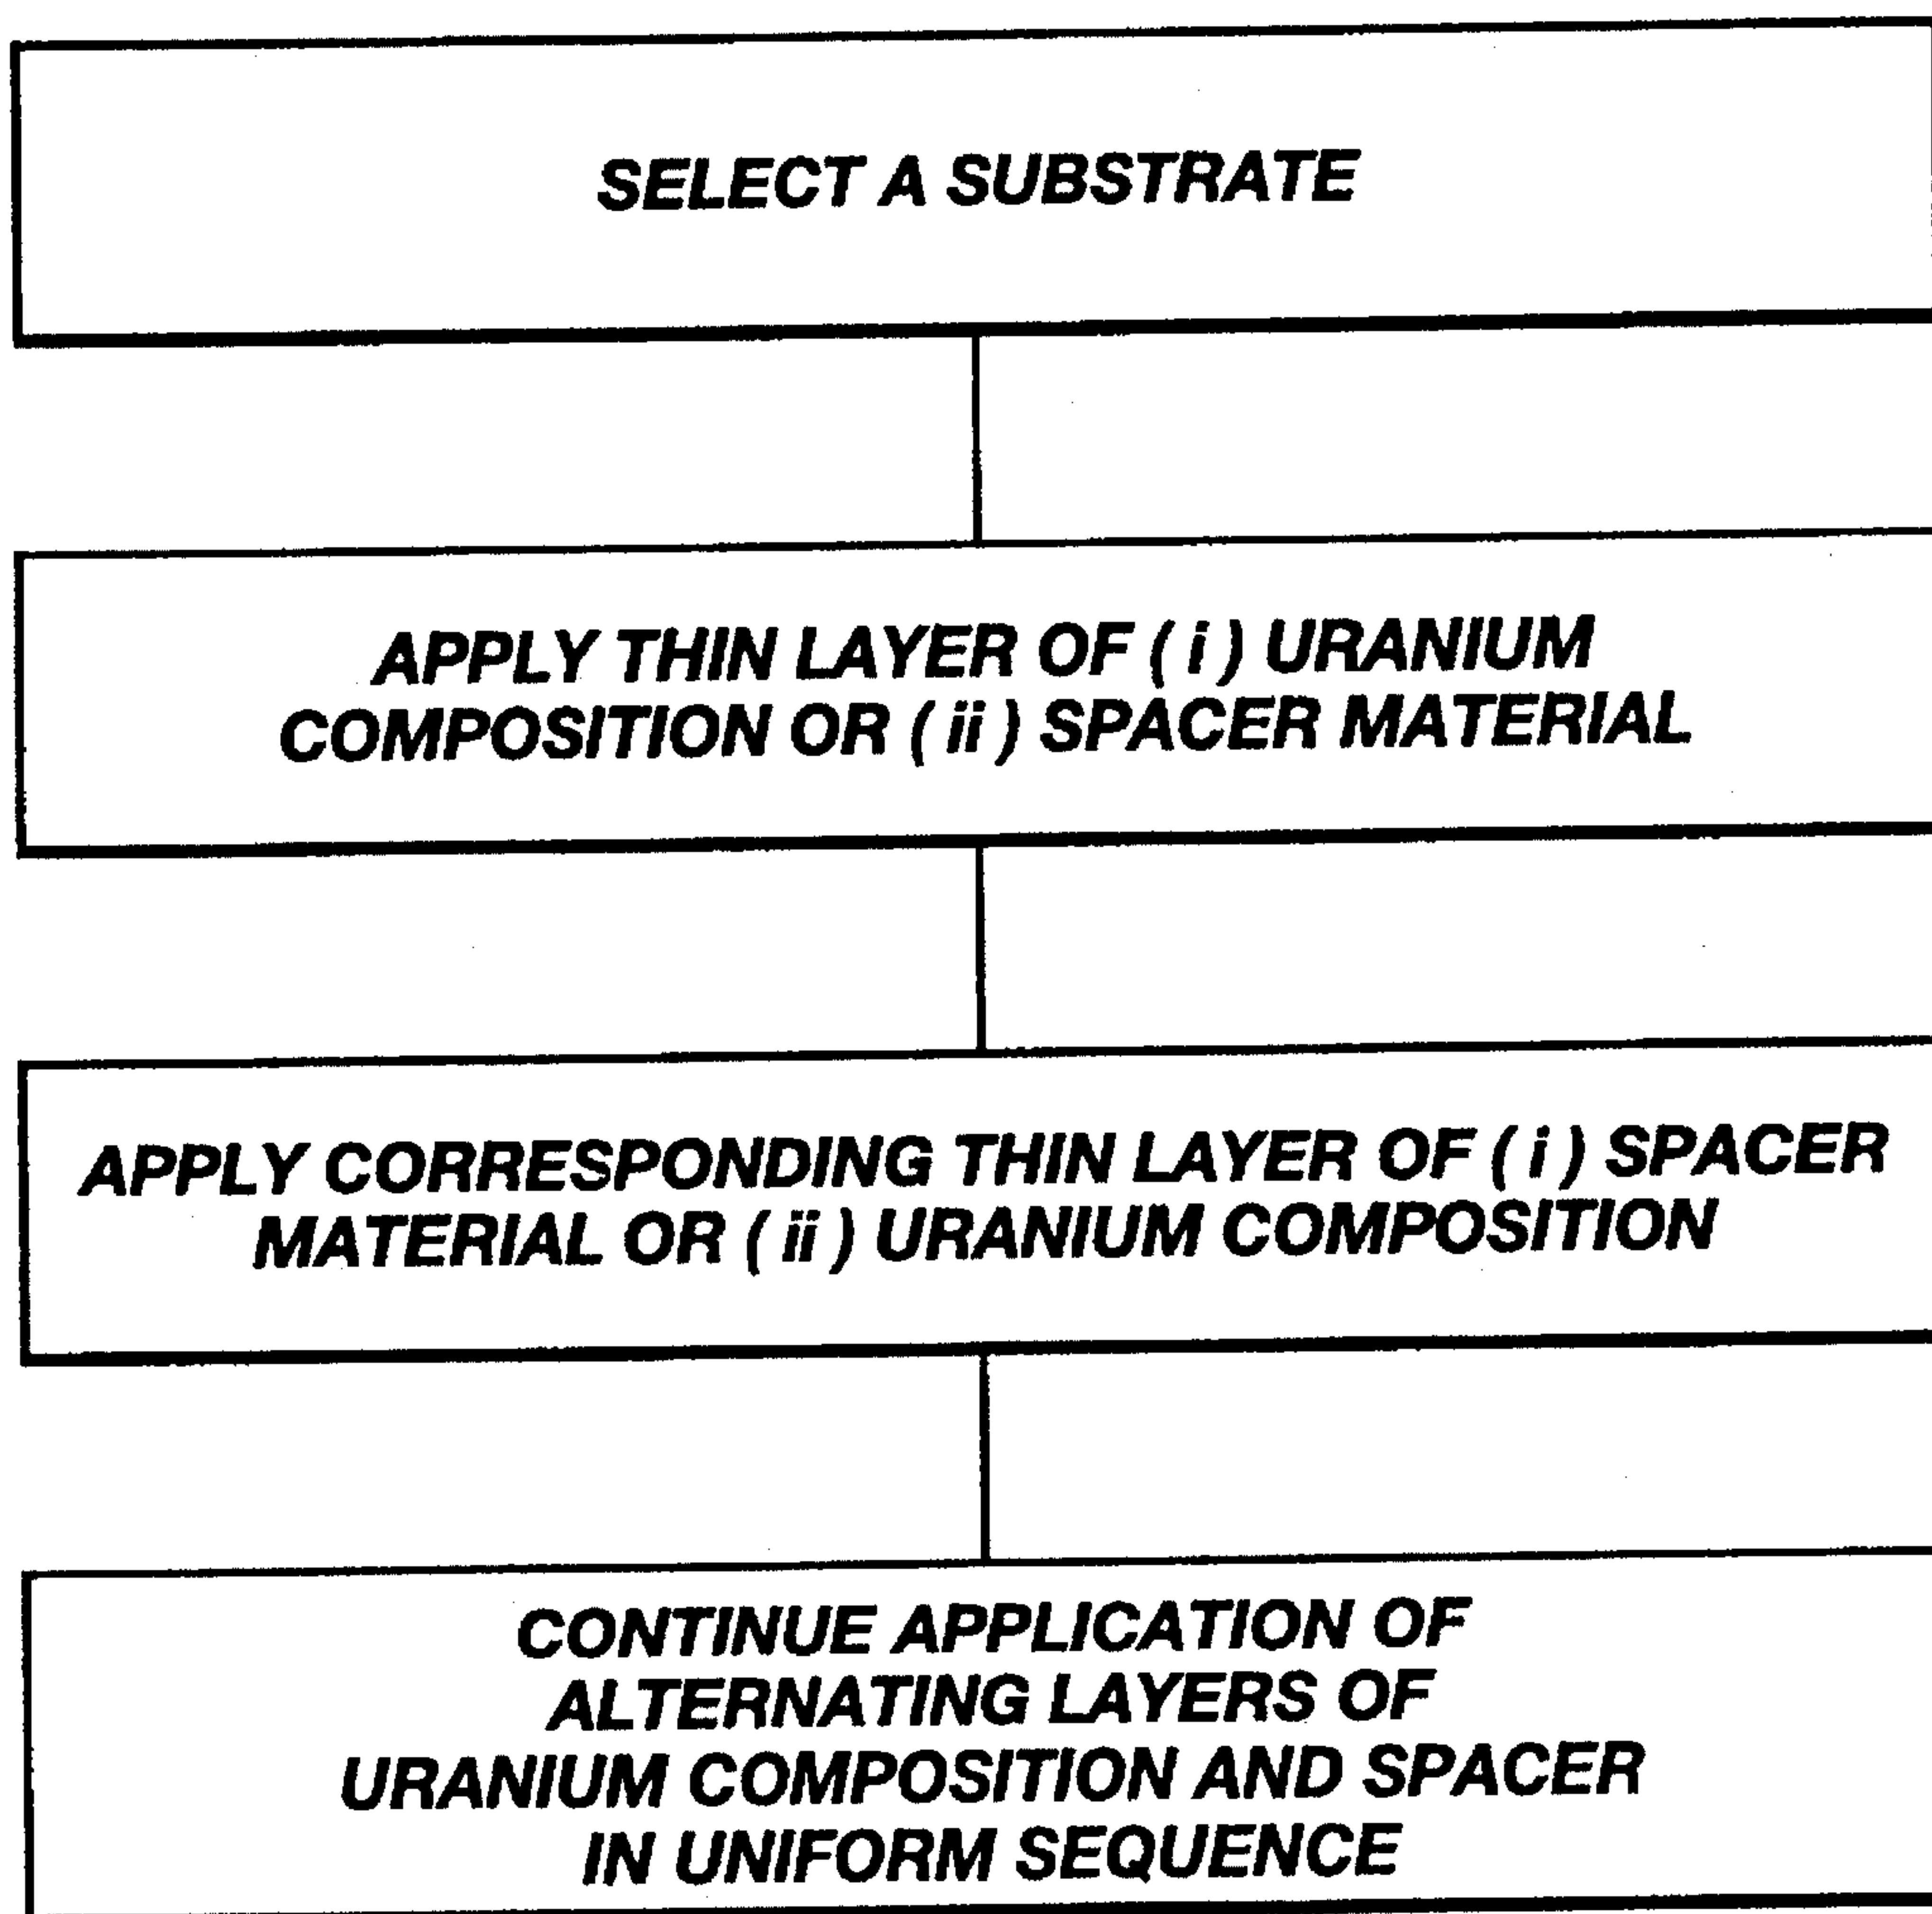 SELECT A SUBSTRATE
APPLY THIN LAYER OF (i) URANIUM
COMPOSITION OR (ii) SPACER MATERIAL
APPLY CORRESPONDING THIN LAYER OF (i) SPACER
MATERIAL OR (ii) URANIUM COMPOSITION
CONTINUE APPLICATION OF
ALTERNATING LAYERS OF
URANIUM COMPOSITION AND SPACER
IN UNIFORM SEQUENCE